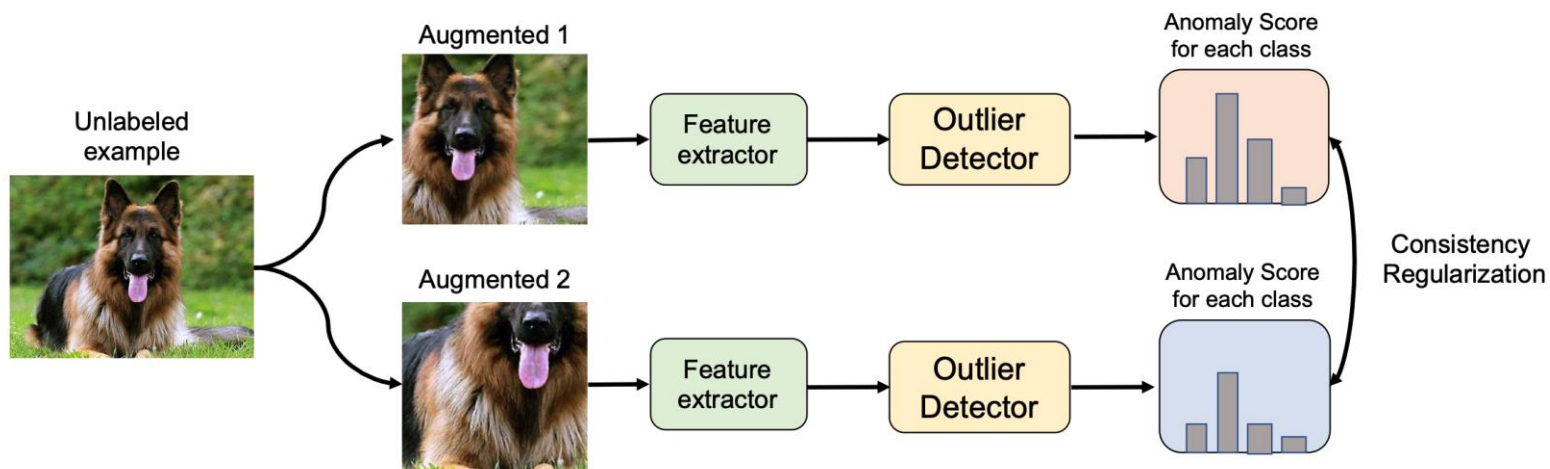 Unlabeled
example
Augmented 1
Feature
extractor
Outlier
Detector
Anomaly Score
for each class
Augmented 2
Feature
extractor
Outlier
Detector
Anomaly Score
for each class
Consistency
Regularization